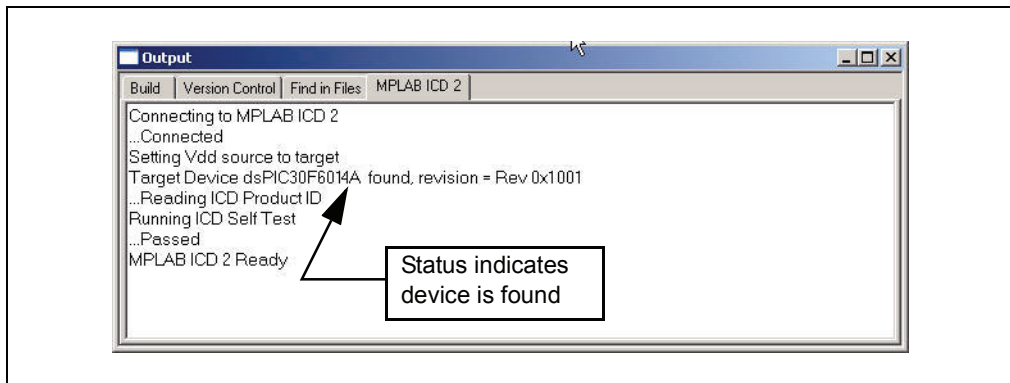 Output
Build Version Control Find in Files MPLAB ICD 2
Connecting to MPLAB ICD 2
...Connected
Setting Vdd source to target
Target Device dsPIC30F6014A found, revision = Rev 0x1001
...Reading ICD Product ID
Running ICD Self Test
...Passed
MPLAB ICD 2 Ready
Status indicates
device is found